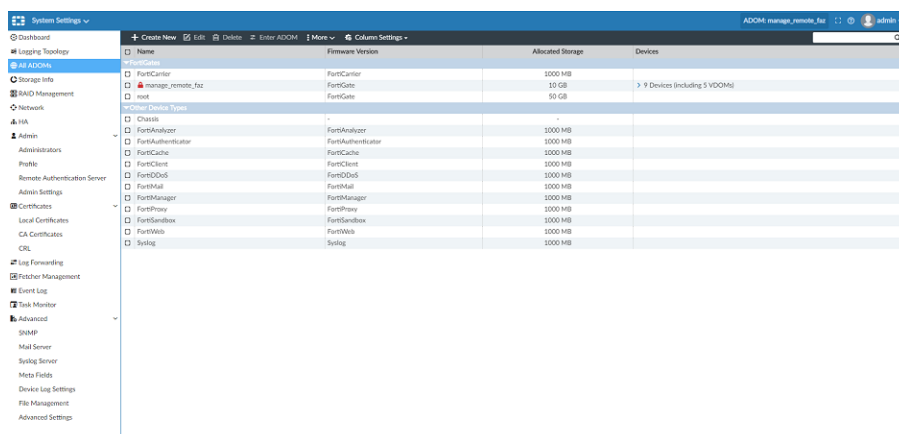 System Settings
ADOM: manage_remote_faz
admin
Dashboard
Logging Topology
All ADOMs
Storage Info
RAID Management
Network
HA
Admin
Administrators
Profile
Remote Authentication Server
Admin Settings
Certificates
Local Certificates
CA Certificates
CRL
Log Forwarding
Fetcher Management
Event Log
Task Monitor
Advanced
SNMP
Mail Server
Syslog Server
Meta Fields
Device Log Settings
File Management
Advanced Settings
+ Create New Edit Delete Enter ADOM More Column Settings
Name Firmware Version Allocated Storage Devices
FortiGates
FortiCarrier FortiCarrier 1000 MB
manage_remote_faz FortiGate 10 GB > 9 Devices (including 5 VDOMs)
root FortiGate 50 GB
Other Device Types
Chassis - -
FortiAnalyzer FortiAnalyzer 1000 MB
FortiAuthenticator FortiAuthenticator 1000 MB
FortiCache FortiCache 1000 MB
FortiClient FortiClient 1000 MB
FortiDDoS FortiDDoS 1000 MB
FortiMail FortiMail 1000 MB
FortiManager FortiManager 1000 MB
FortiProxy FortiProxy 1000 MB
FortiSandbox FortiSandbox 1000 MB
FortiWeb FortiWeb 1000 MB
Syslog Syslog 1000 MB